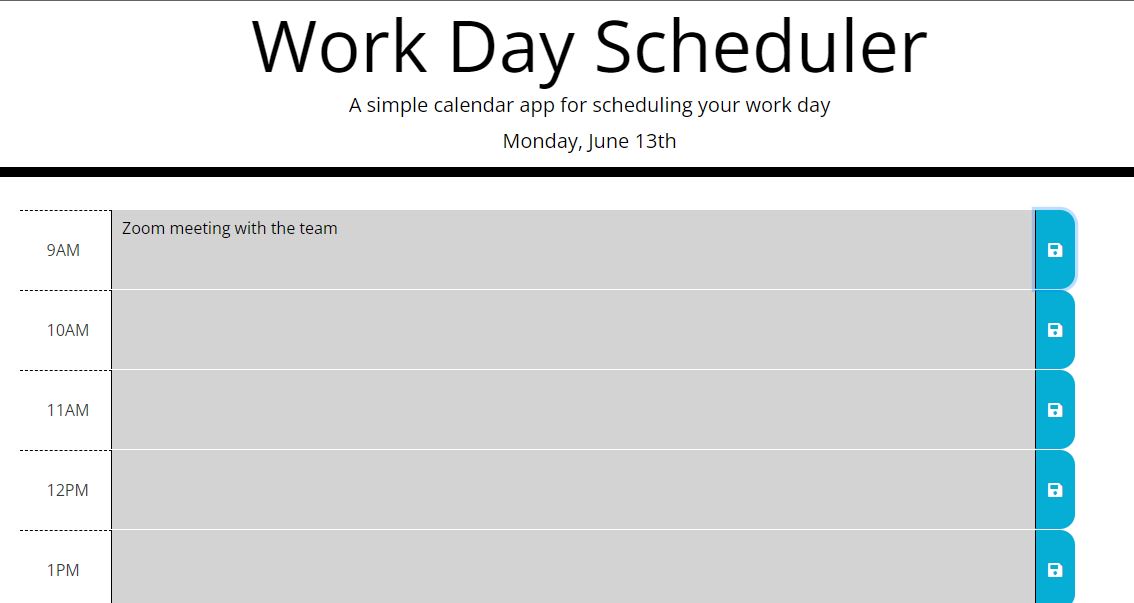 Work Day Scheduler
A simple calendar app for scheduling your work day
Monday, June 13th
9AM
Zoom meeting with the team
10AM
11AM
12PM
1PM